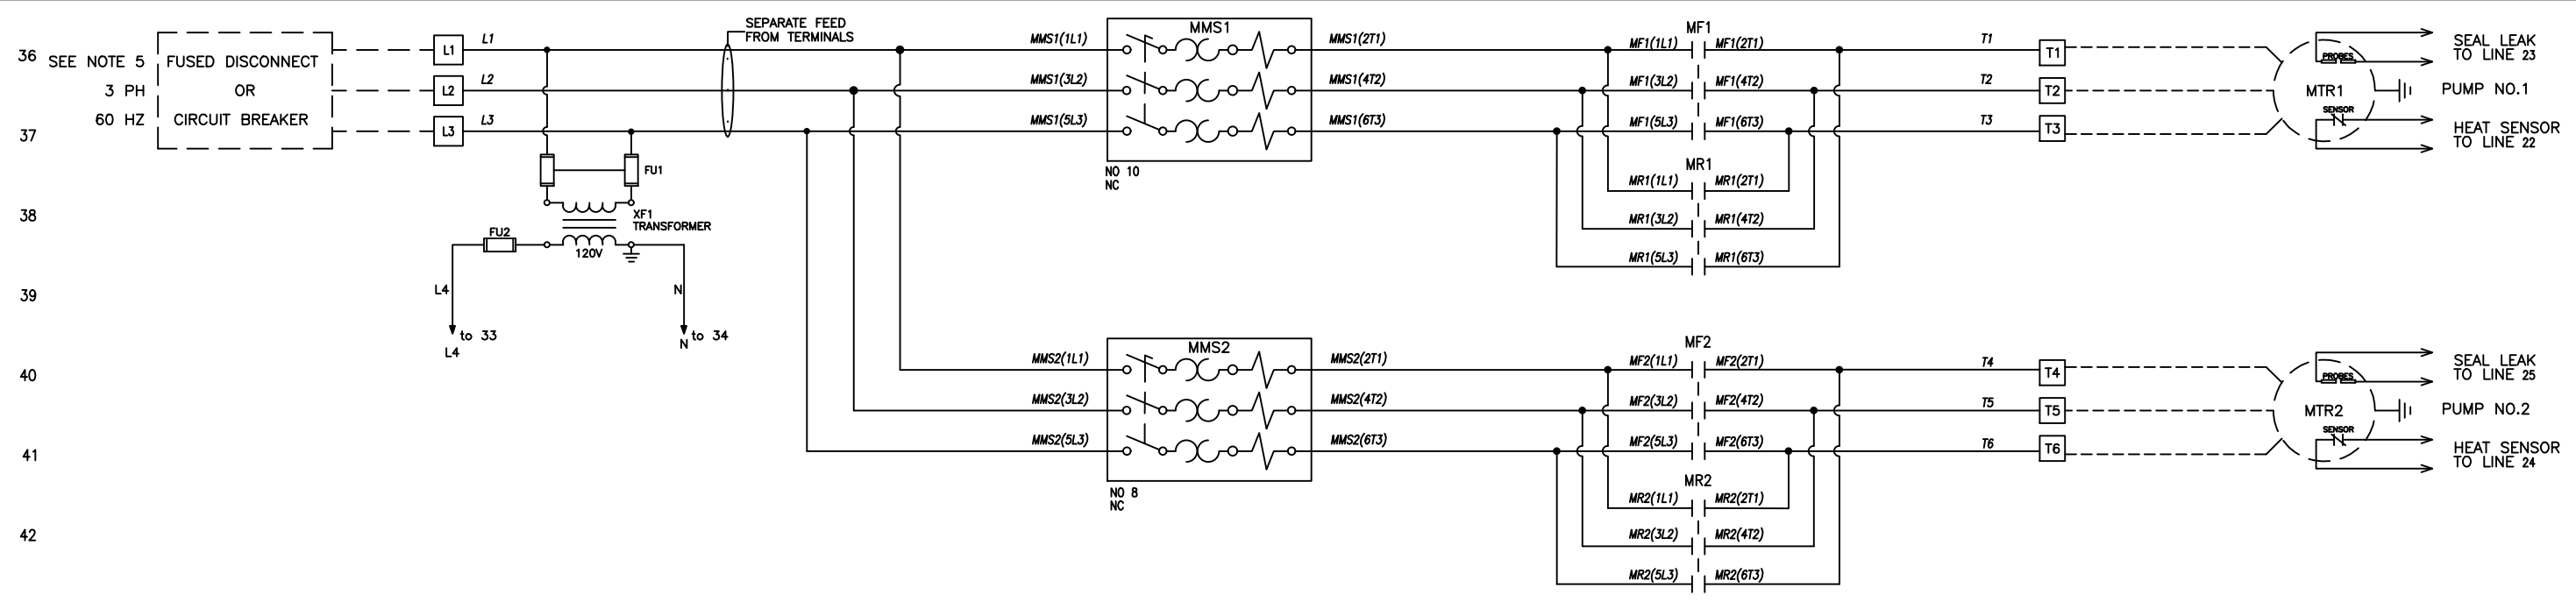 36
SEE NOTE 5
3 PH
60 HZ
37
38
39
40
41
42
FUSED DISCONNECT
OR
CIRCUIT BREAKER
L1
L2
L3
L1
L2
L3
SEPARATE FEED
FROM TERMINALS
FU1
XF1
TRANSFORMER
FU2
120V
L4
N
to 33
L4
to 34
N
MMS1(1L1)
MMS1(3L2)
MMS1(5L3)
MMS1
NO 10
NC
MMS1(2T1)
MMS1(4T2)
MMS1(6T3)
MF1
MF1(1L1)
MF1(2T1)
MF1(3L2)
MF1(4T2)
MF1(5L3)
MF1(6T3)
MR1
MR1(1L1)
MR1(2T1)
MR1(3L2)
MR1(4T2)
MR1(5L3)
MR1(6T3)
T1
T2
T3
T1
T2
T3
MTR1
PROBES
SENSOR
SEAL LEAK
TO LINE 23
PUMP NO.1
HEAT SENSOR
TO LINE 22
MMS2(1L1)
MMS2(3L2)
MMS2(5L3)
MMS2
NO 8
NC
MMS2(2T1)
MMS2(4T2)
MMS2(6T3)
MF2
MF2(1L1)
MF2(2T1)
MF2(3L2)
MF2(4T2)
MF2(5L3)
MF2(6T3)
MR2
MR2(1L1)
MR2(2T1)
MR2(3L2)
MR2(4T2)
MR2(5L3)
MR2(6T3)
T4
T5
T6
T4
T5
T6
MTR2
PROBES
SENSOR
SEAL LEAK
TO LINE 25
PUMP NO.2
HEAT SENSOR
TO LINE 24